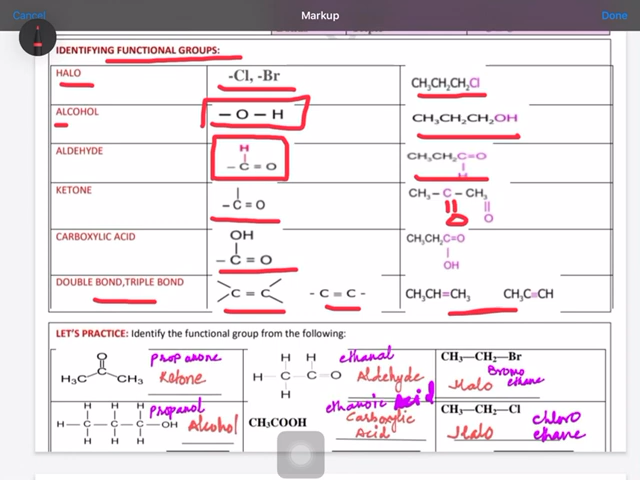 Cancel
Markup
Done
IDENTIFYING FUNCTIONAL GROUPS:
HALO
-Cl, -Br
CH3CH2CH2Cl
ALCOHOL
– O – H
CH3CH2CH2OH
ALDEHYDE
H
– C = O
CH3CH2C=O
H
KETONE
– C = O
CH3 – C – CH3
O
O
CARBOXYLIC ACID
OH
– C = O
CH3CH2C=O
OH
DOUBLE BOND,TRIPLE BOND
C = C
- C = C -
CH3CH=CH3 CH3C=CH
LET'S PRACTICE: Identify the functional group from the following:
O
C
H3C CH3
propanone
Ketone
H H
H – C – C = O
H
ethanal
Aldehyde
CH3—CH2—Br
Bromo
ethane
Halo
H H H
H – C – C – C – OH
H H H
propanol
Alcohol
CH3COOH
ethanoic Acid
Carboxylic
Acid
CH3—CH2—Cl
chloro
ethane
Halo